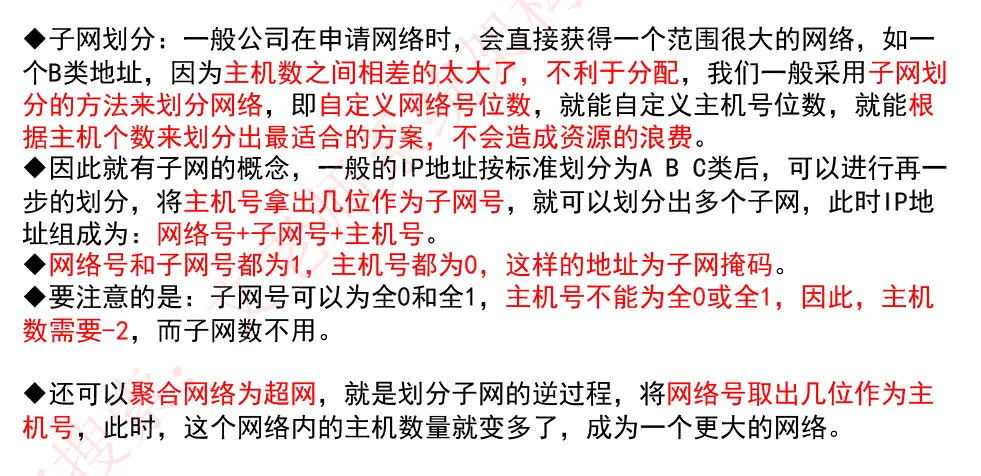 ◆子网划分：一般公司在申请网络时，会直接获得一个范围很大的网络，如一
个B类地址，因为主机数之间相差的太大了，不利于分配，我们一般采用子网划
分的方法来划分网络，即自定义网络号位数，就能自定义主机号位数，就能根
据主机个数来划分出最适合的方案，不会造成资源的浪费。
◆因此就有子网的概念，一般的IP地址按标准划分为A B C类后，可以进行再一
步的划分，将主机号拿出几位作为子网号，就可以划分出多个子网，此时IP地
址组成为：网络号+子网号+主机号。
◆网络号和子网号都为1，主机号都为0，这样的地址为子网掩码。
◆要注意的是：子网号可以为全0和全1，主机号不能为全0或全1，因此，主机
数需要-2，而子网数不用。
◆还可以聚合网络为超网，就是划分子网的逆过程，将网络号取出几位作为主
机号，此时，这个网络内的主机数量就变多了，成为一个更大的网络。